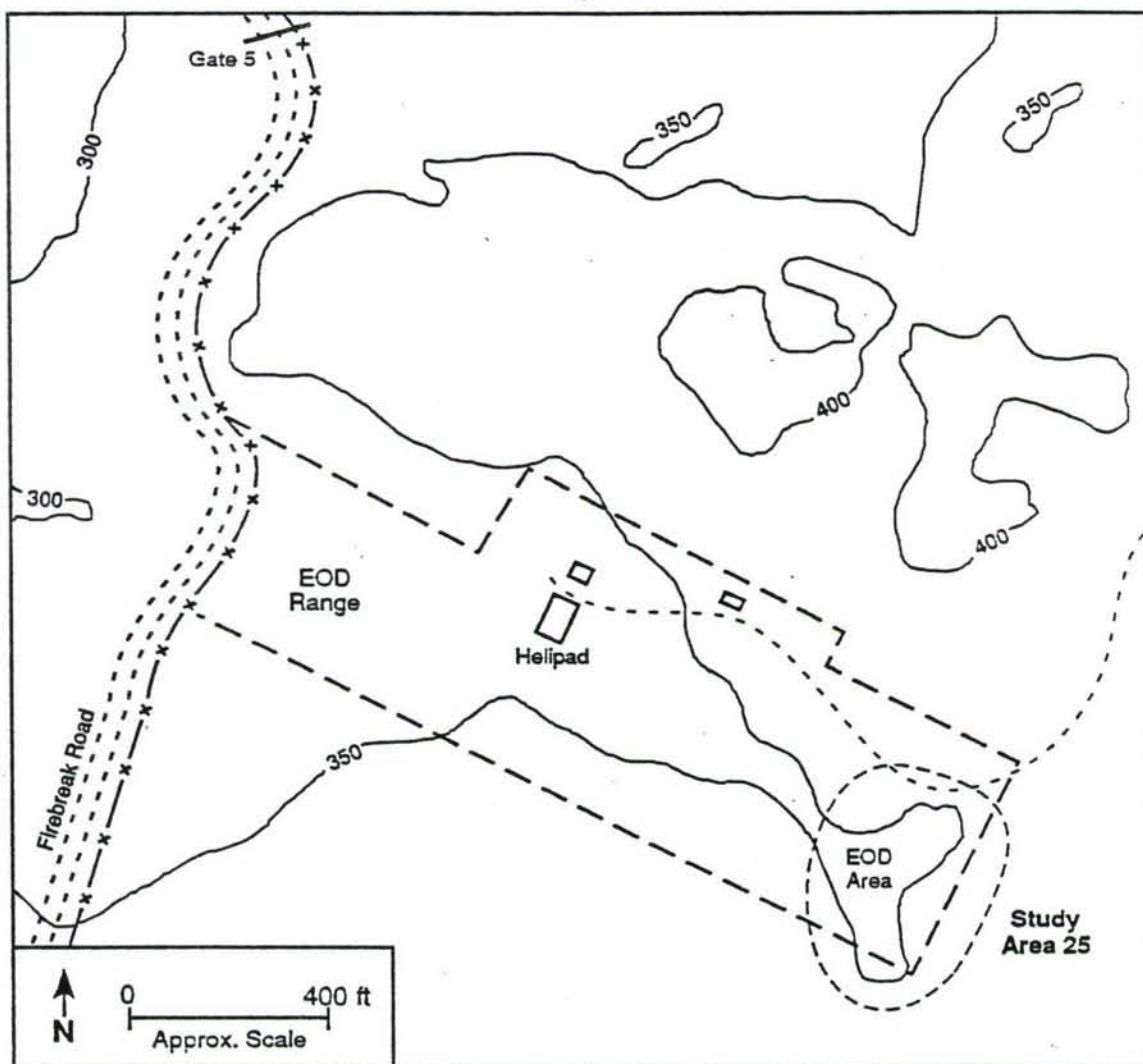 Gate 5
300
350
350
400
300
400
EOD
Range
Helipad
Firebreak Road
350
EOD
Area
Study
Area 25
N
0 400 ft
Approx. Scale